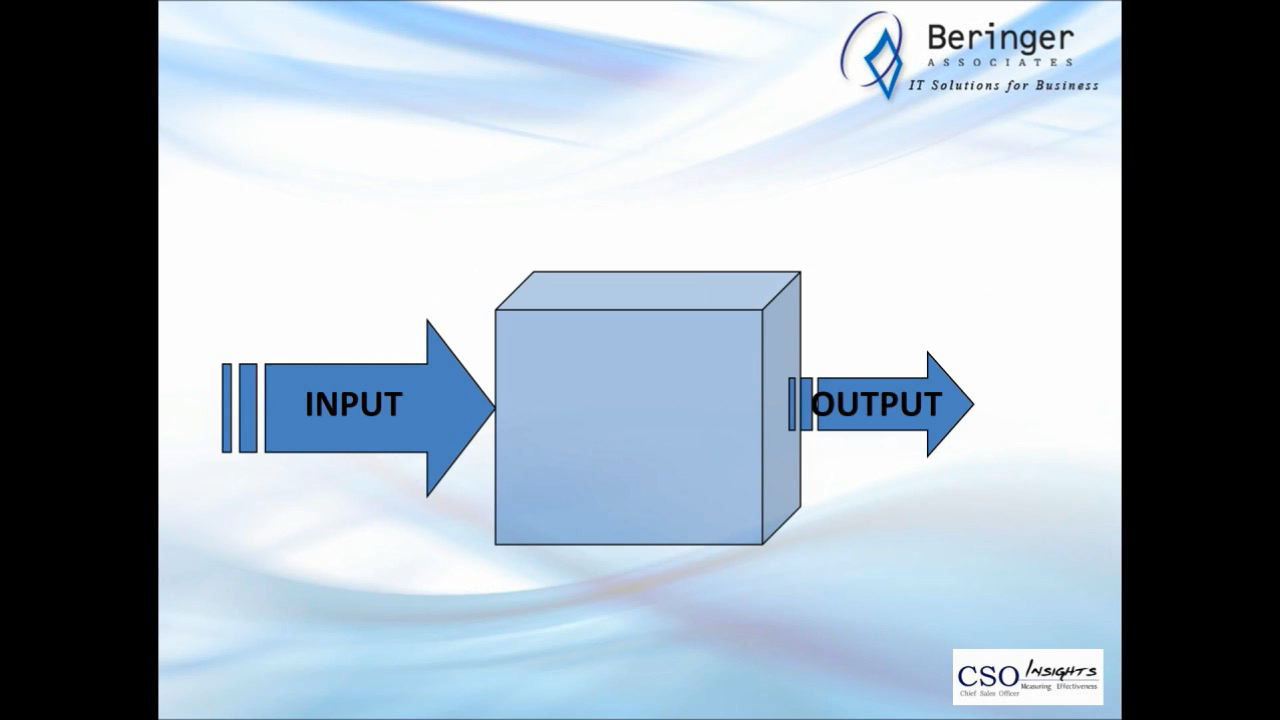 Beringer
ASSOCIATES
IT Solutions for Business
INPUT
OUTPUT
CSO INSIGHTS
Chief Sales Officer Measuring Effectiveness